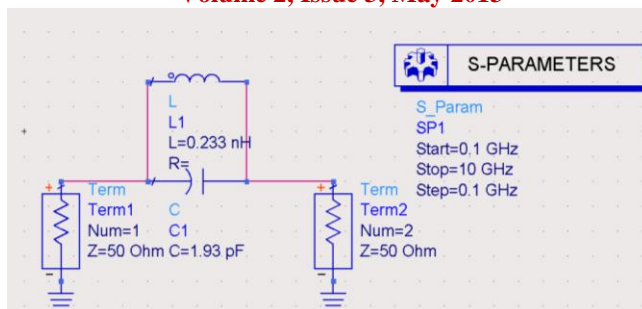 Volume 2, Issue 3, May 2013
S-PARAMETERS
S_Param
SP1
Start=0.1 GHz
Stop=10 GHz
Step=0.1 GHz
L
L1
L=0.233 nH
R=
Term
Term1
Num=1
Z=50 Ohm
C
C1
C=1.93 pF
Term
Term2
Num=2
Z=50 Ohm